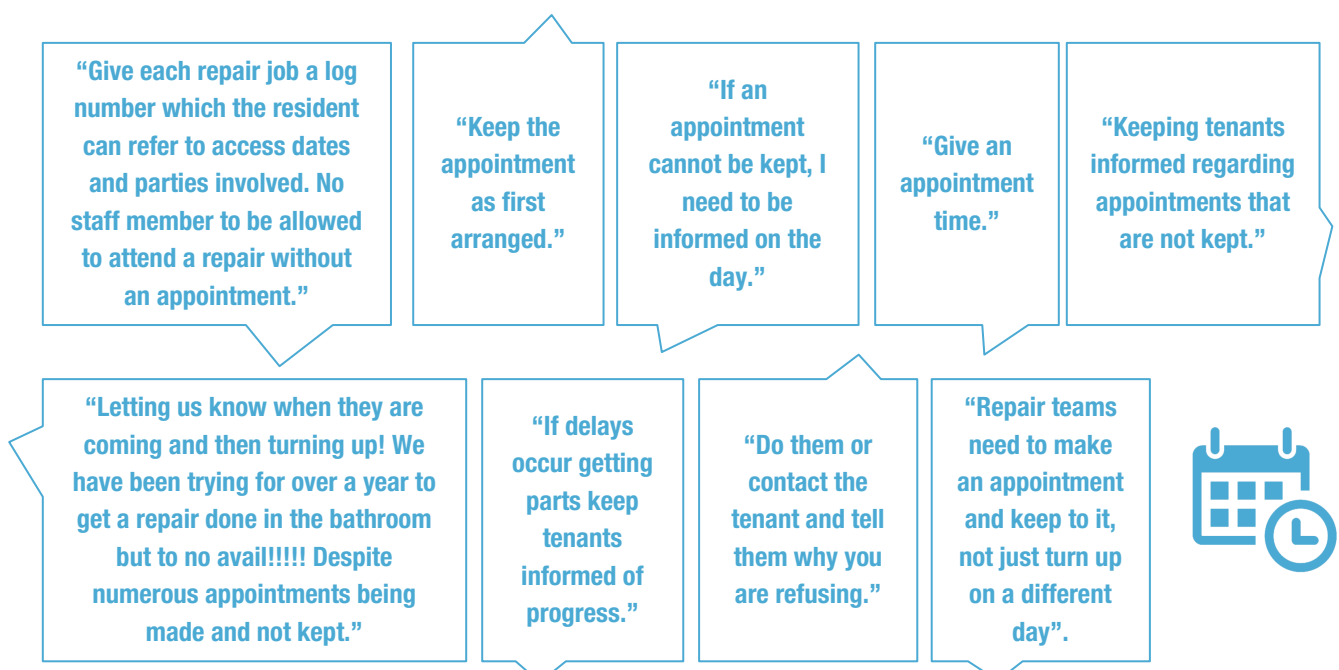 “Give each repair job a log
number which the resident
can refer to access dates
and parties involved. No
staff member to be allowed
to attend a repair without
an appointment.”
“Keep the
appointment
as first
arranged.”
“If an
appointment
cannot be kept, I
need to be
informed on the
day.”
“Give an
appointment
time.”
“Keeping tenants
informed regarding
appointments that
are not kept.”
“Letting us know when they are
coming and then turning up! We
have been trying for over a year to
get a repair done in the bathroom
but to no avail!!!!! Despite
numerous appointments being
made and not kept.”
“If delays
occur getting
parts keep
tenants
informed of
progress.”
“Do them or
contact the
tenant and tell
them why you
are refusing.”
“Repair teams
need to make
an appointment
and keep to it,
not just turn up
on a different
day”.